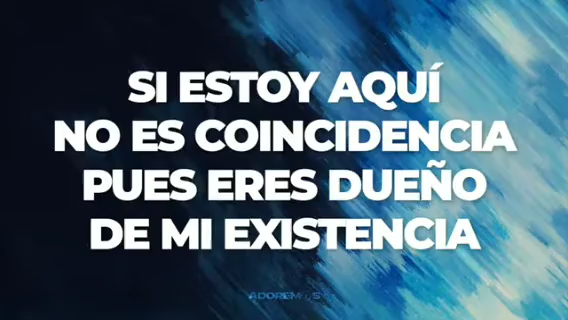 SI ESTOY AQUÍ
NO ES COINCIDENCIA
PUES ERES DUEÑO
DE MI EXISTENCIA